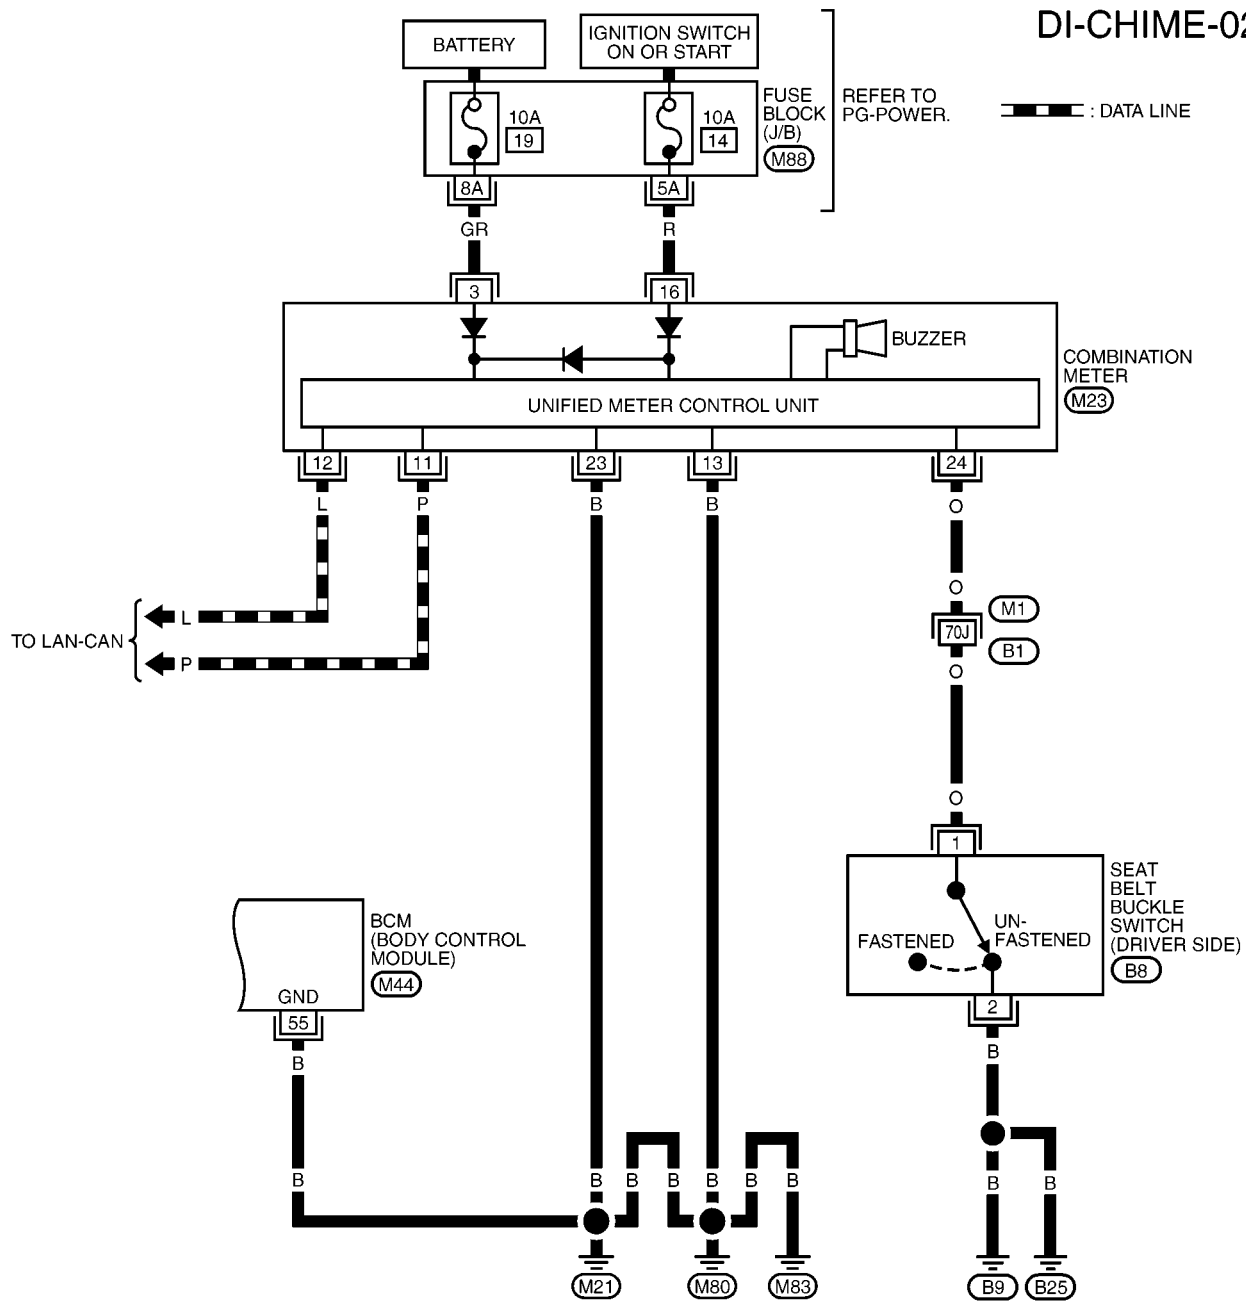 DI-CHIME-02
BATTERY
IGNITION SWITCH
ON OR START
FUSE
BLOCK
(J/B)
M88
REFER TO
PG-POWER.
: DATA LINE
10A
19
10A
14
8A
5A
GR
R
3
16
BUZZER
COMBINATION
METER
M23
UNIFIED METER CONTROL UNIT
12
11
23
13
24
L
P
B
B
O
O
M1
70J
B1
O
TO LAN-CAN
L
P
O
1
SEAT
BELT
BUCKLE
SWITCH
(DRIVER SIDE)
B8
UN-
FASTENED
FASTENED
2
BCM
(BODY CONTROL
MODULE)
M44
GND
55
B
B
B
B
B
B
B
B
B
B
B
B
M21
M80
M83
B9
B25